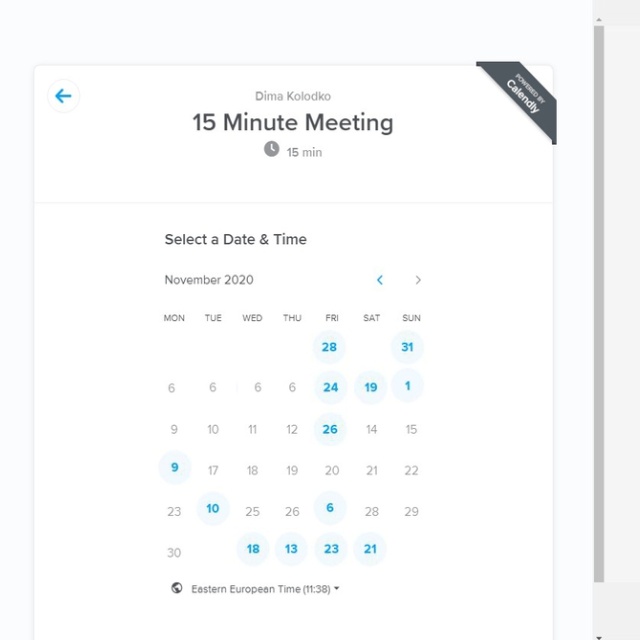 POWERED BY
Calendly
Dima Kolodko
15 Minute Meeting
15 min
Select a Date & Time
November 2020
MON TUE WED THU FRI SAT SUN
28 31
6 6 6 6 24 19 1
9 10 11 12 26 14 15
9 17 18 19 20 21 22
23 10 25 26 6 28 29
30 18 13 23 21
Eastern European Time (11:38)